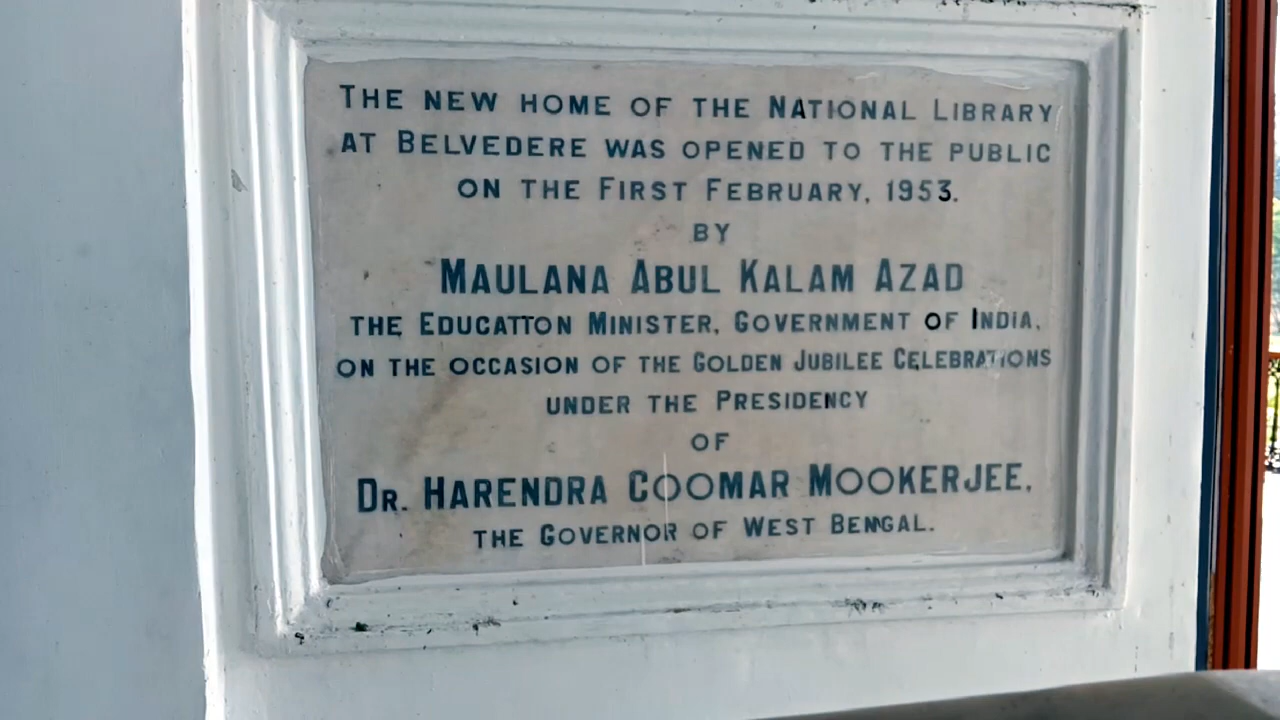 The new home of the National Library
at Belvedere was opened to the public
on the First February, 1953.
by
Maulana Abul Kalam Azad
the Educatton Minister, Government of India,
on the occasion of the Golden Jubilee Celebrations
under the Presidency
of
Dr. Harendra Coomar Mookerjee,
the Governor of West Bengal.